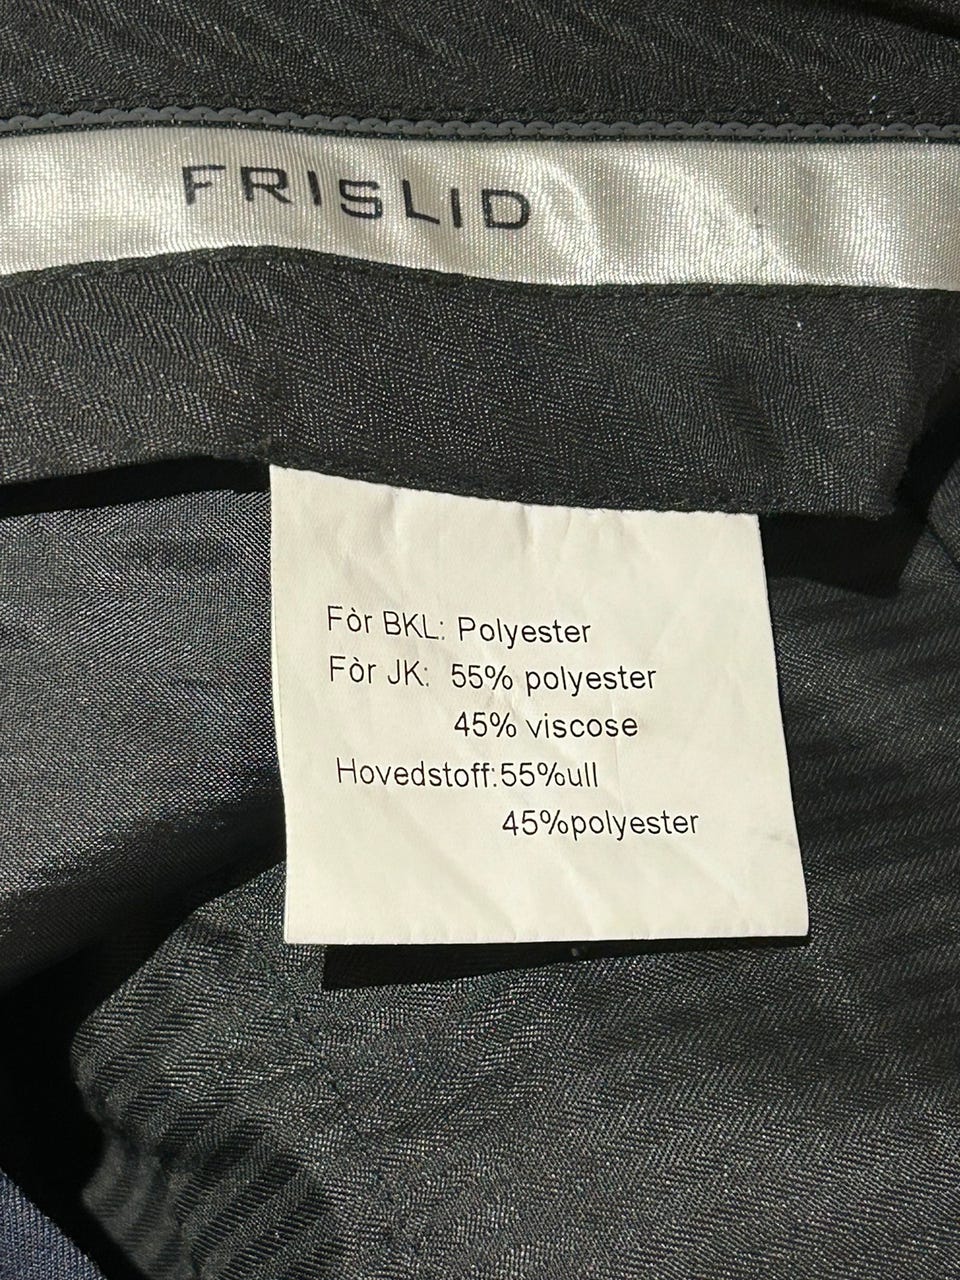 FRISLID
Fòr BKL: Polyester
Fòr JK: 55% polyester
45% viscose
Hovedstoff:55%ull
45%polyester